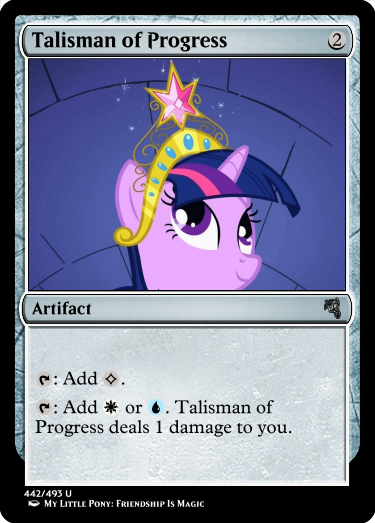 Talisman of Progress 2
Artifact
: Add .
: Add or . Talisman of
Progress deals 1 damage to you.
442/493 U
My Little Pony: Friendship Is Magic